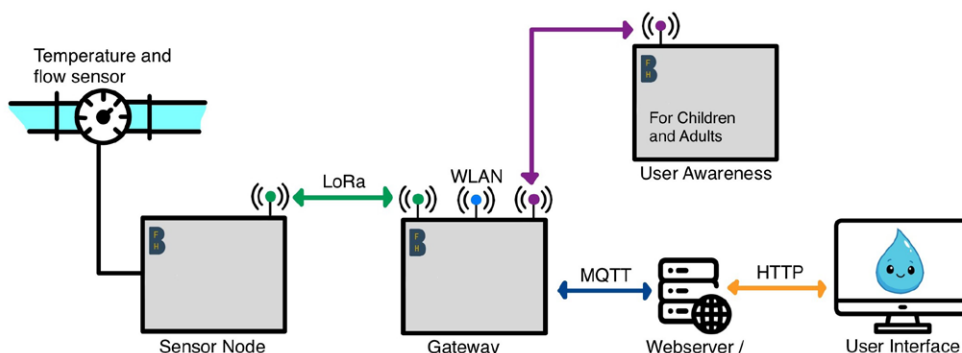 Temperature and
flow sensor
LoRa
WLAN
B
F
H
For Children
and Adults
User Awareness
B
F
H
Sensor Node
B
F
H
Gateway
MQTT
Webserver /
HTTP
User Interface